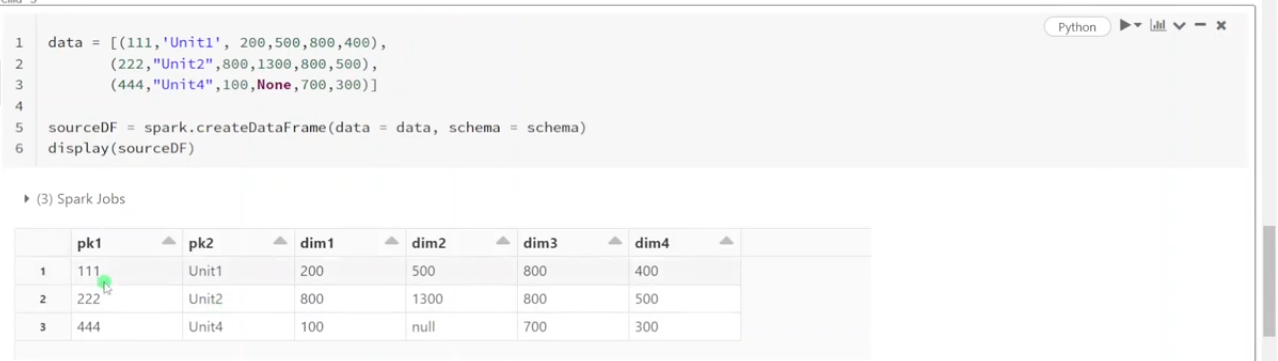 Python
1 data = [(111,'Unit1', 200,500,800,400),
2 (222,"Unit2",800,1300,800,500),
3 (444,"Unit4",100,None,700,300)]
4
5 sourceDF = spark.createDataFrame(data = data, schema = schema)
6 display(sourceDF)
(3) Spark Jobs
pk1 pk2 dim1 dim2 dim3 dim4
1 111 Unit1 200 500 800 400
2 222 Unit2 800 1300 800 500
3 444 Unit4 100 null 700 300